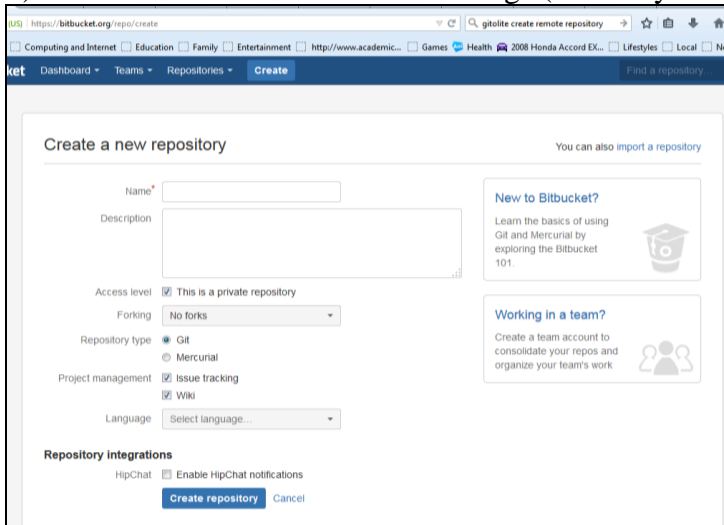 (US) https://bitbucket.org/repo/create gitolite create remote repository
Computing and Internet Education Family Entertainment http://www.academic... Games Health 2008 Honda Accord EX... Lifestyles Local
ket Dashboard Teams Repositories Create Find a repository...
Create a new repository
You can also import a repository
Name*
Description
Access level This is a private repository
Forking No forks
Repository type Git
Mercurial
Project management Issue tracking
Wiki
Language Select language...
Repository integrations
HipChat Enable HipChat notifications
Create repository Cancel
New to Bitbucket?
Learn the basics of using
Git and Mercurial by
exploring the Bitbucket
101.
Working in a team?
Create a team account to
consolidate your repos and
organize your team's work